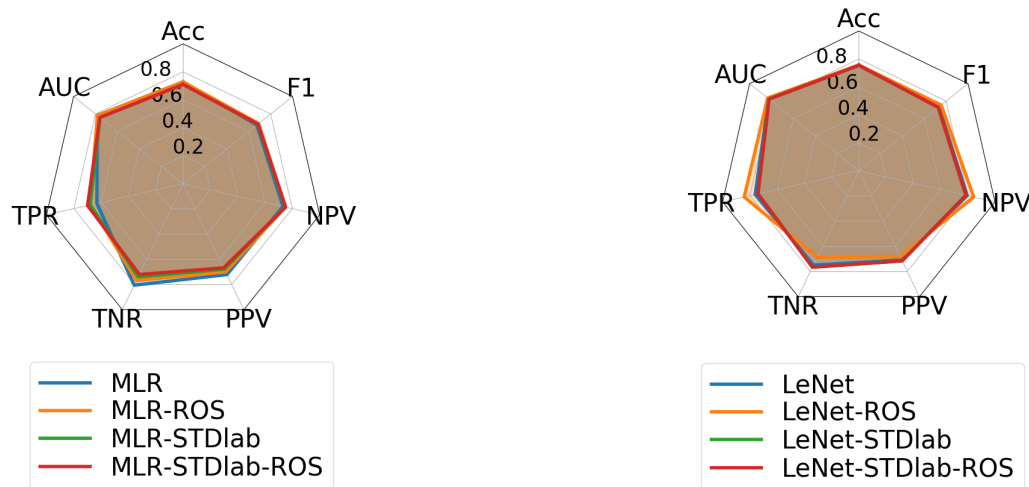 Acc
F1
NPV
PPV
TNR
TPR
AUC
0.2
0.4
0.6
0.8
MLR
MLR-ROS
MLR-STDlab
MLR-STDlab-ROS
Acc
F1
NPV
PPV
TNR
TPR
AUC
0.2
0.4
0.6
0.8
LeNet
LeNet-ROS
LeNet-STDlab
LeNet-STDlab-ROS